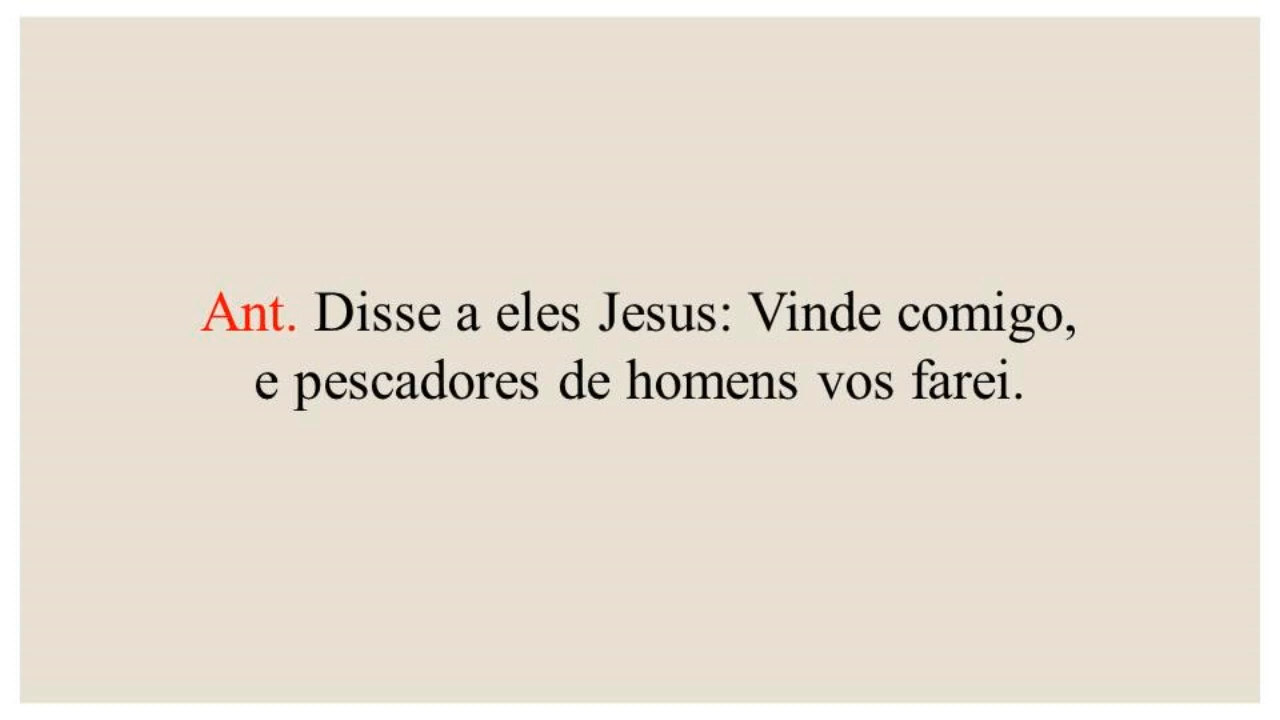 Ant. Disse a eles Jesus: Vinde comigo,
e pescadores de homens vos farei.